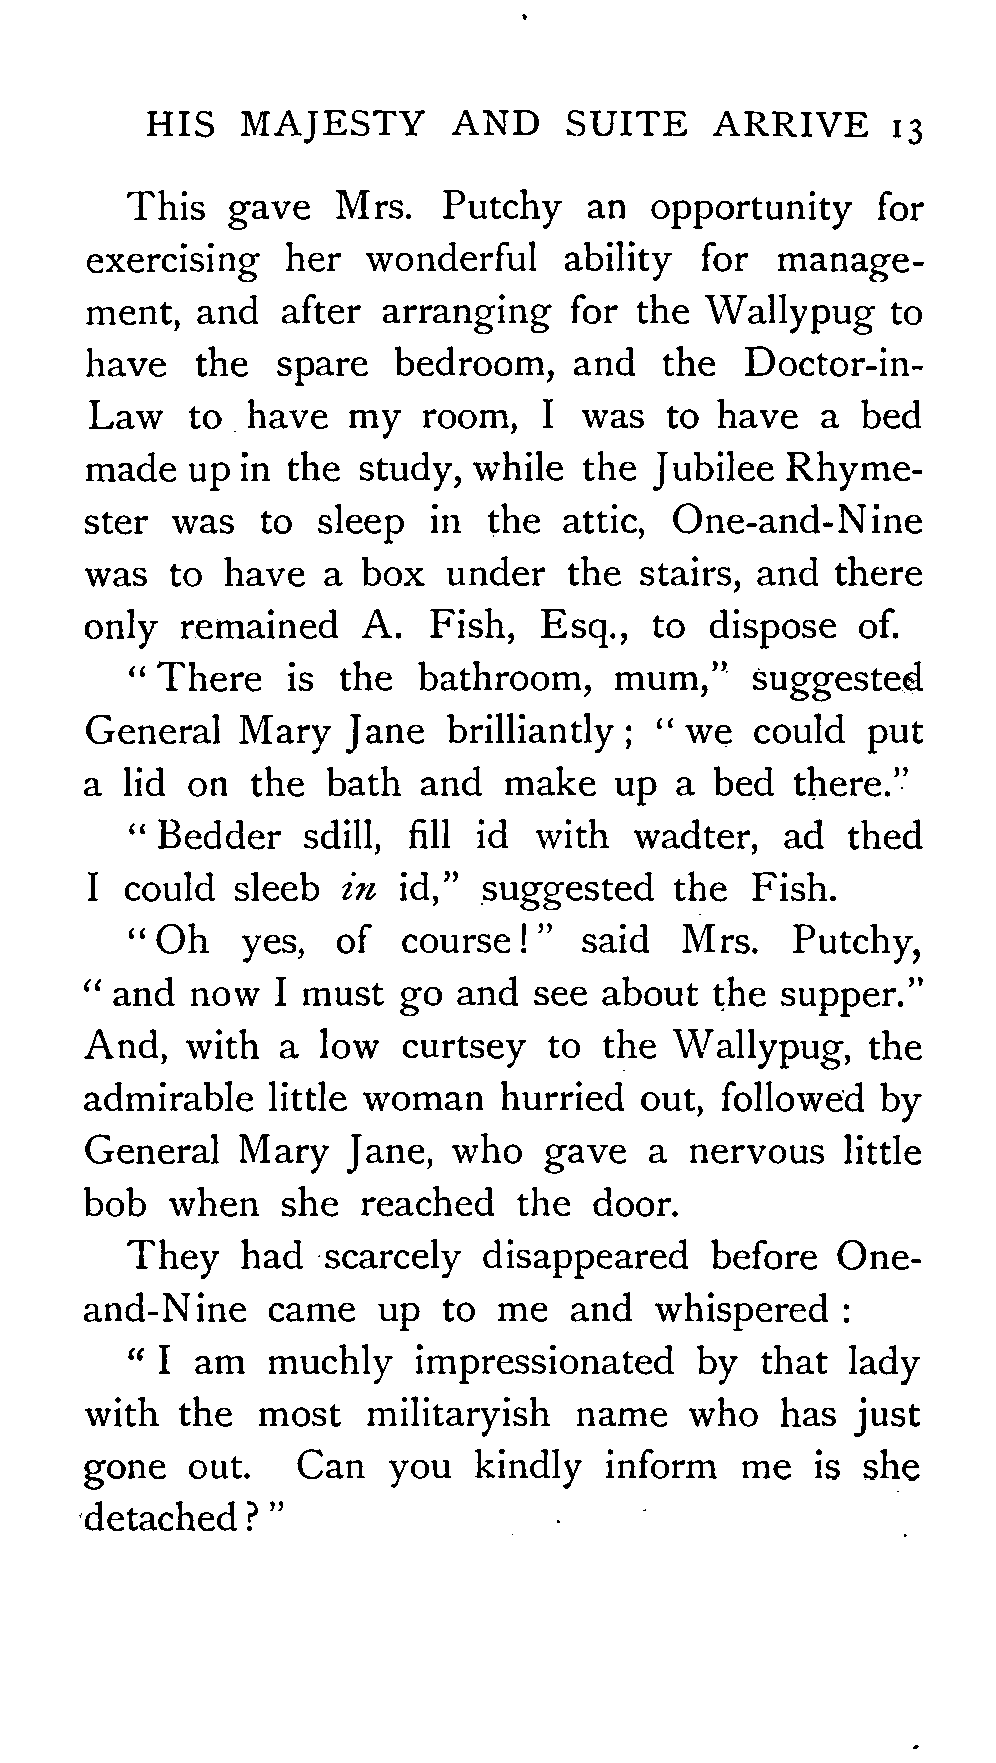 HIS MAJESTY AND SUITE ARRIVE 13
This gave Mrs. Putchy an opportunity for
exercising her wonderful ability for manage-
ment, and after arranging for the Wallypug to
have the spare bedroom, and the Doctor-in-
Law to have my room, I was to have a bed
made up in the study, while the Jubilee Rhyme-
ster was to sleep in the attic, One-and-Nine
was to have a box under the stairs, and there
only remained A. Fish, Esq., to dispose of.
"There is the bathroom, mum," suggested
General Mary Jane brilliantly; "we could put
a lid on the bath and make up a bed there."
"Bedder sdill, fill id with wadter, ad thed
I could sleeb in id," suggested the Fish.
"Oh yes, of course!" said Mrs. Putchy,
"and now I must go and see about the supper."
And, with a low curtsey to the Wallypug, the
admirable little woman hurried out, followed by
General Mary Jane, who gave a nervous little
bob when she reached the door.
They had scarcely disappeared before One-
and-Nine came up to me and whispered:
"I am muchly impressionated by that lady
with the most militaryish name who has just
gone out. Can you kindly inform me is she
detached?"